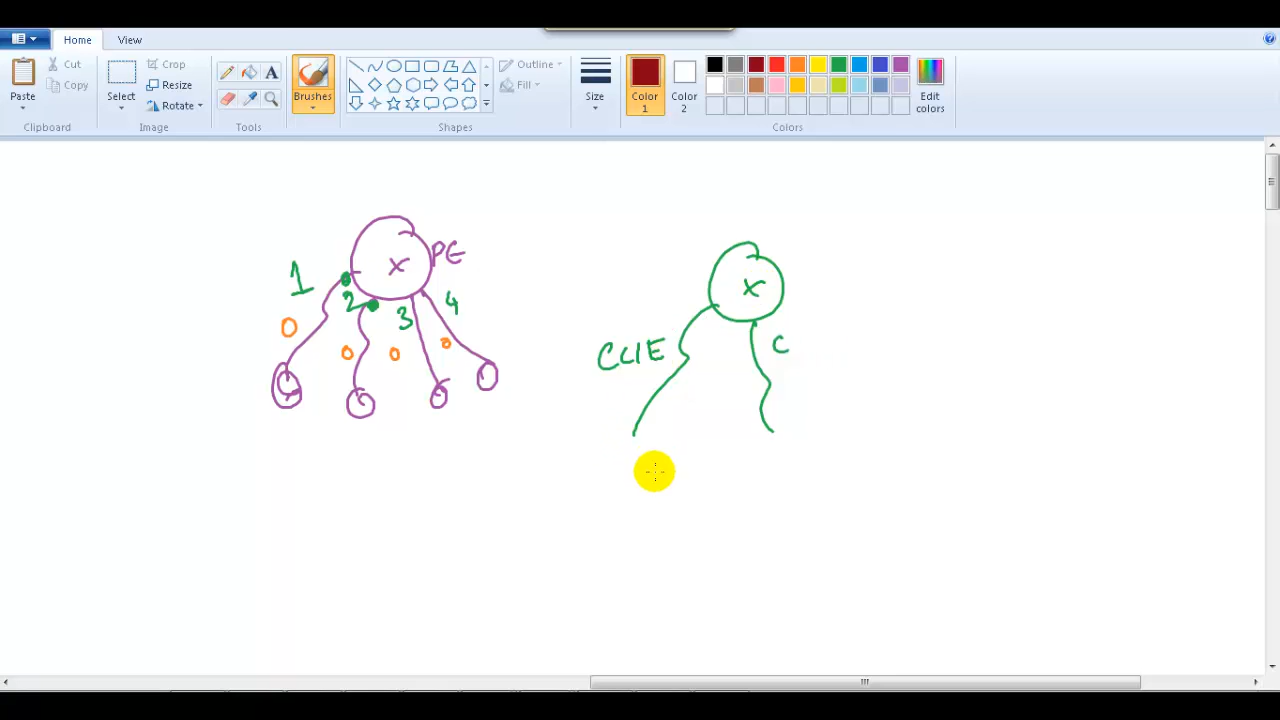 Home
View
Paste
Cut
Copy
Clipboard
Select
Crop
Resize
Rotate
Image
A
Tools
Brushes
Outline
Fill
Shapes
Size
Color 1
Color 2
Edit colors
Colors
X
PE
1
2
3
4
0
0
0
0
X
CCIE
C